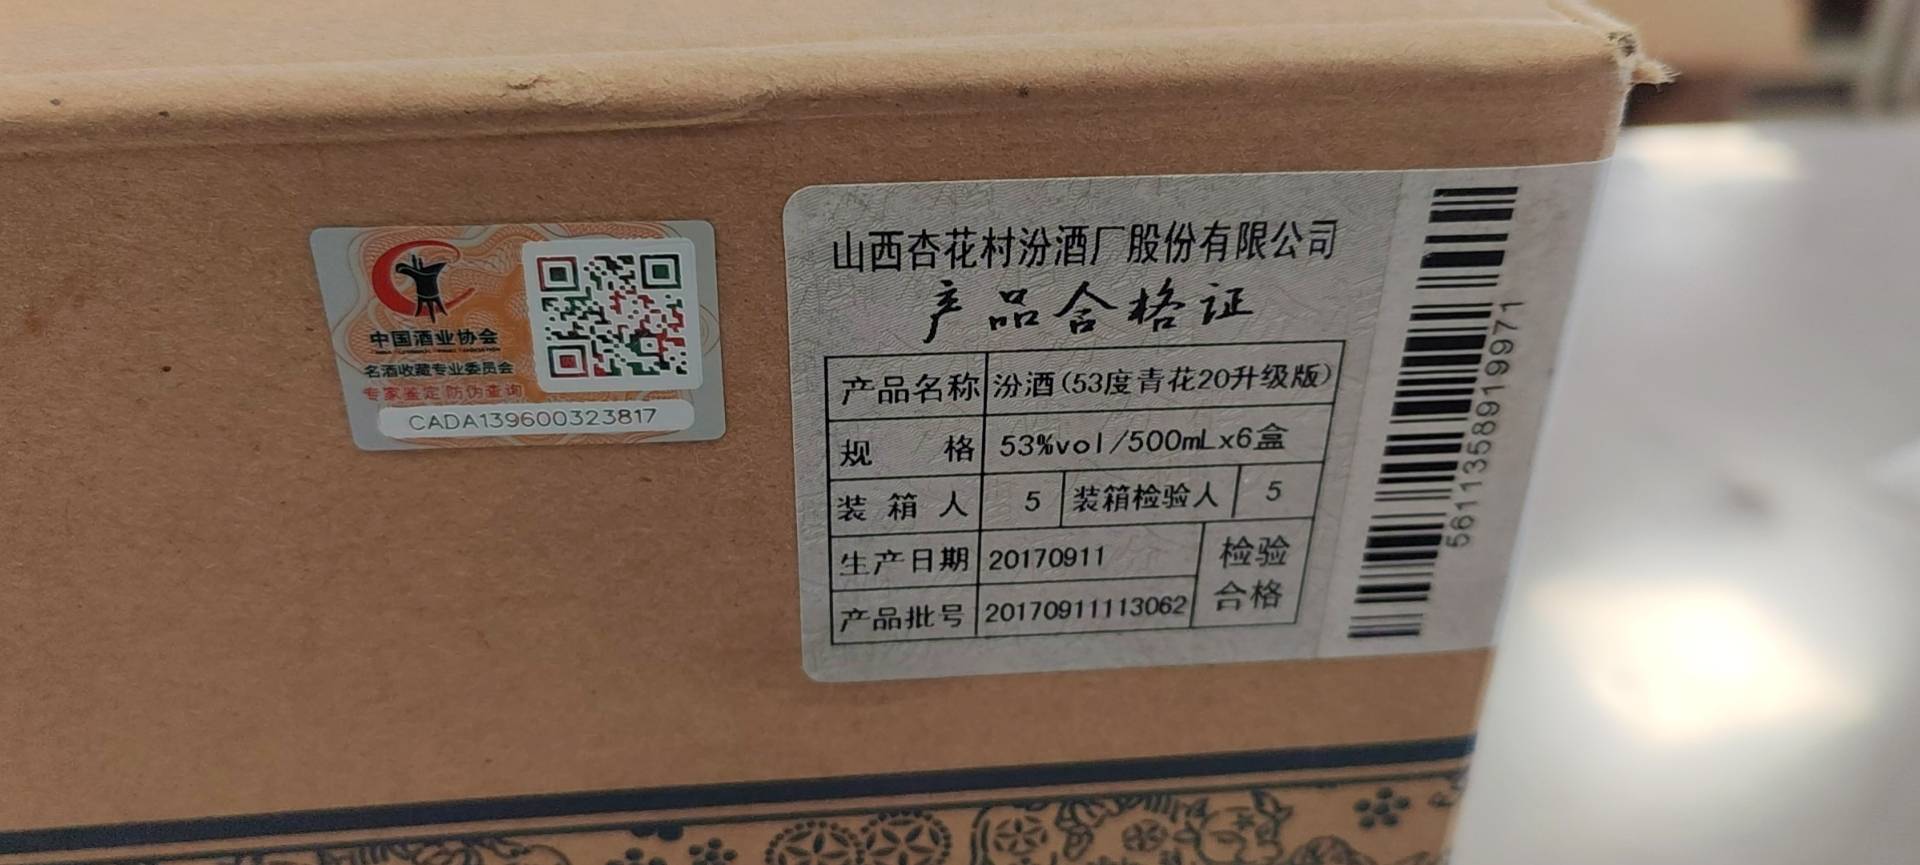 中国酒业协会
名酒收藏专业委员会
专家鉴定 防伪查询
CADA139600323817
山西杏花村汾酒厂股份有限公司
产品合格证
产品名称 汾酒(53度青花20升级版)
规格 53%vol/500mLx6盒
装箱人 5 装箱检验人 5
生产日期 20170911
检验合格
产品批号 20170911113062
561135891997​1